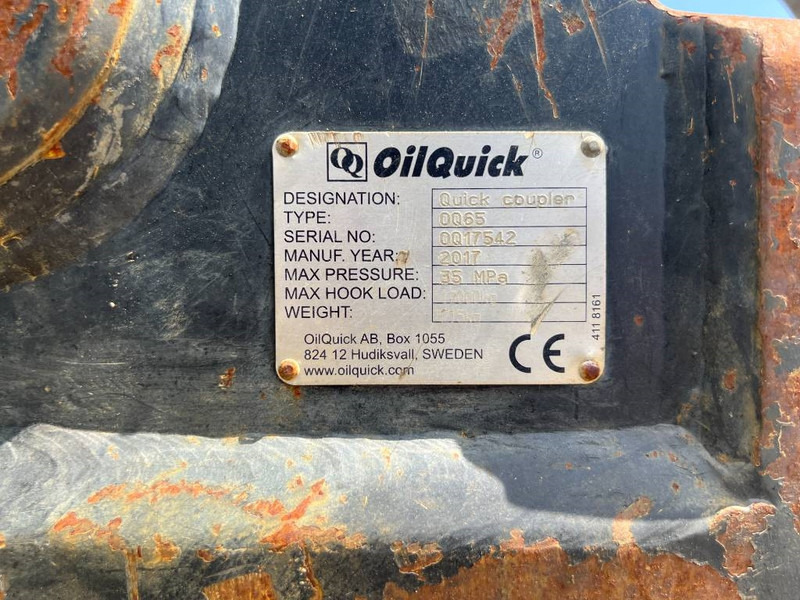 OQ OilQuick®
DESIGNATION: Quick coupler
TYPE: OQ65
SERIAL NO: OQ17542
MANUF. YEAR: 2017
MAX PRESSURE: 35 MPa
MAX HOOK LOAD:
WEIGHT:
OilQuick AB, Box 1055
824 12 Hudiksvall, SWEDEN
www.oilquick.com
CE
411 8161